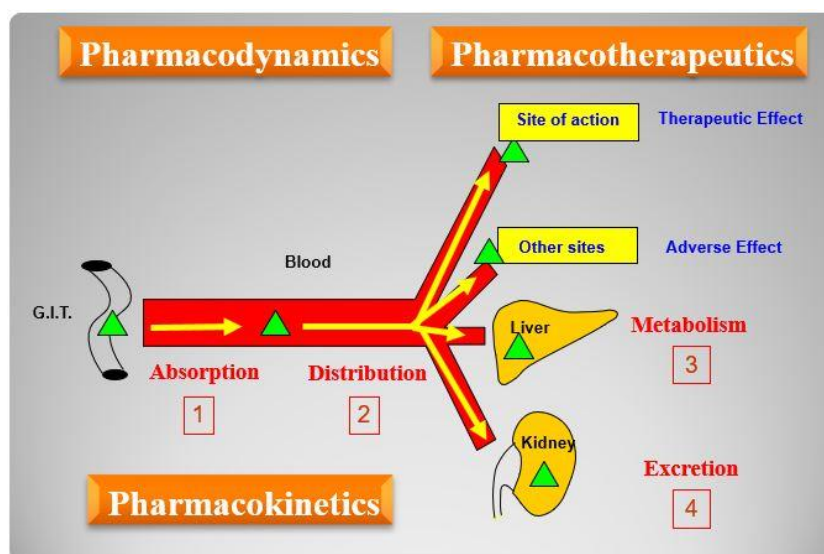 Pharmacodynamics
Pharmacotherapeutics
Site of action
Therapeutic Effect
Other sites
Adverse Effect
Blood
G.I.T.
Liver
Metabolism
3
Absorption
Distribution
1
2
Kidney
Excretion
4
Pharmacokinetics